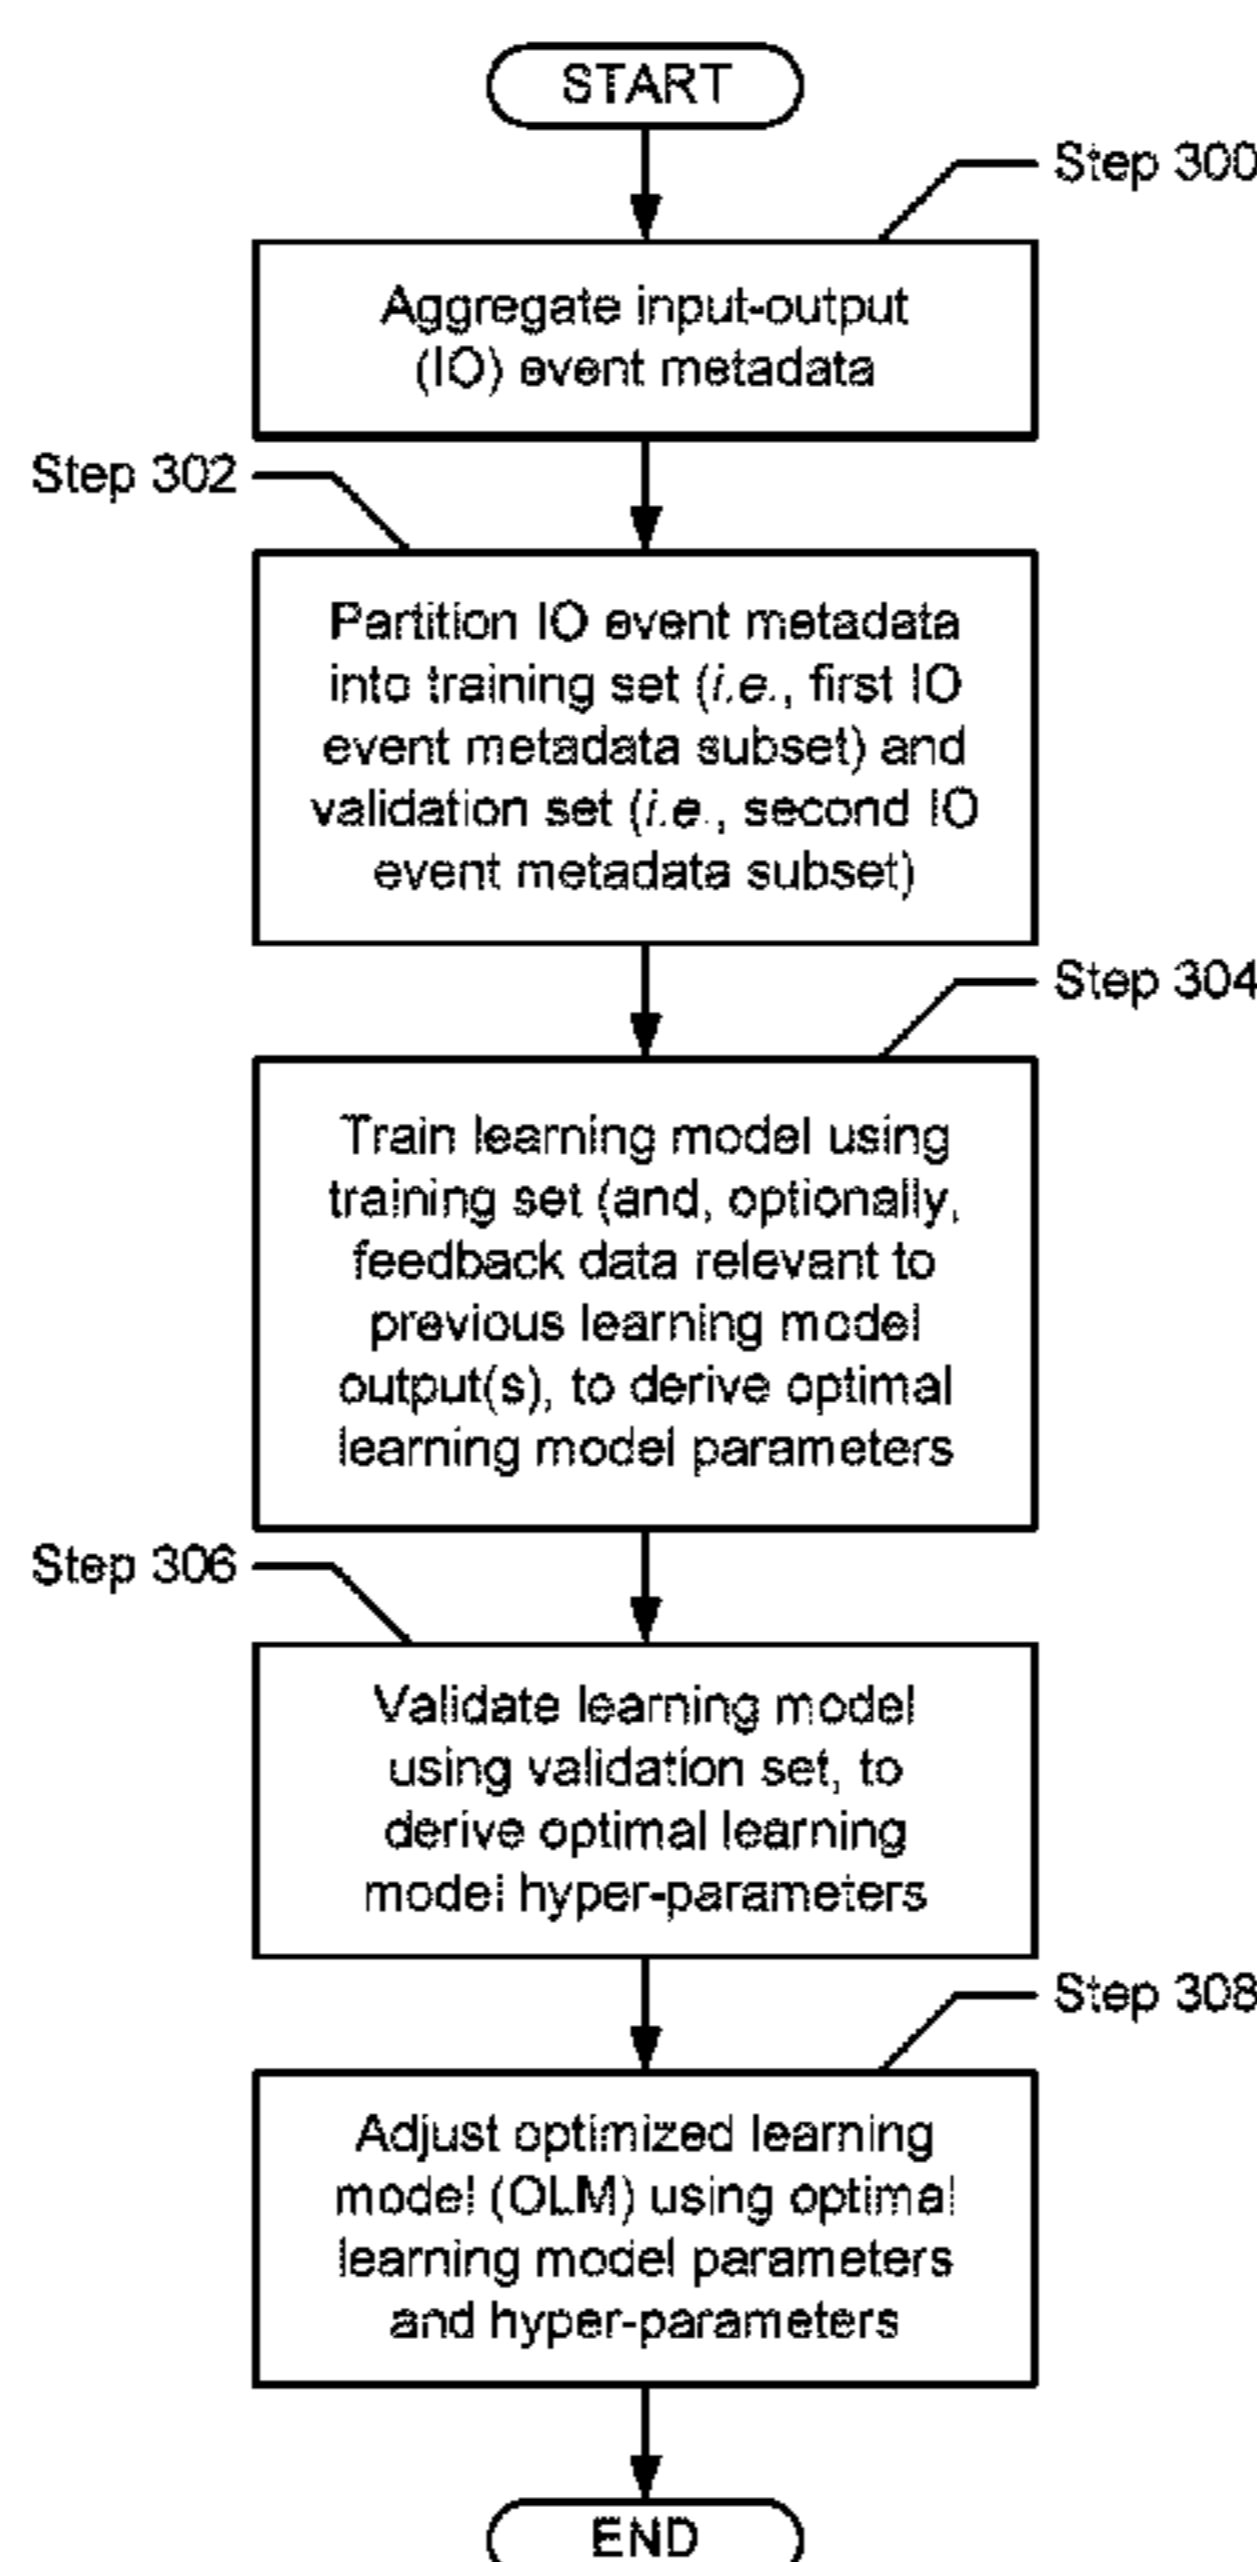 START
Step 300
Aggregate input-output
(IO) event metadata
Step 302
Partition IO event metadata
into training set (i.e., first IO
event metadata subset) and
validation set (i.e., second IO
event metadata subset)
Step 304
Train learning model using
training set (and, optionally,
feedback data relevant to
previous learning model
output(s), to derive optimal
learning model parameters
Step 306
Validate learning model
using validation set, to
derive optimal learning
model hyper-parameters
Step 308
Adjust optimized learning
model (OLM) using optimal
learning model parameters
and hyper-parameters
END